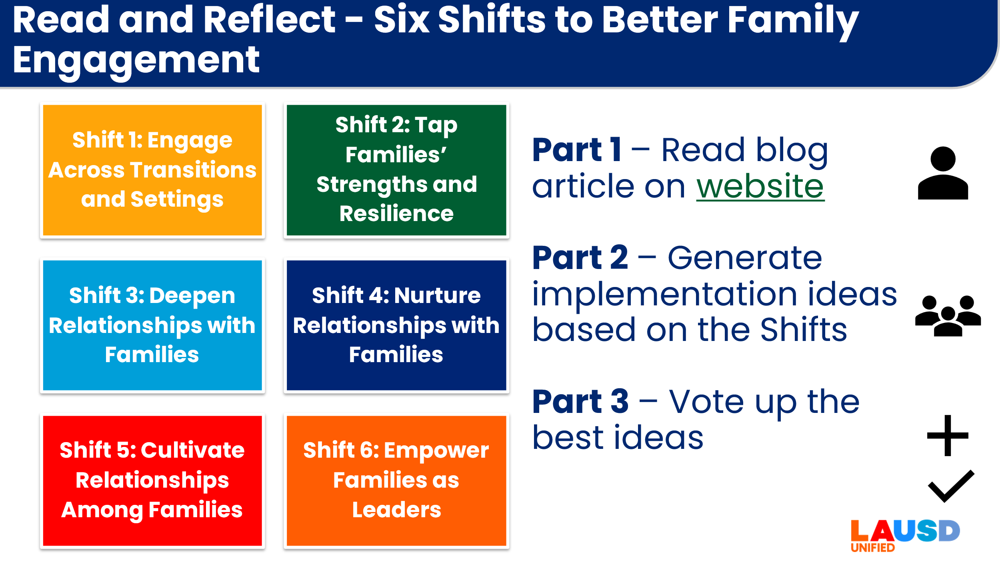 Read and Reflect – Six Shifts to Better Family
Engagement
Shift 1: Engage
Across Transitions
and Settings
Shift 2: Tap
Families’
Strengths and
Resilience
Shift 3: Deepen
Relationships with
Families
Shift 4: Nurture
Relationships with
Families
Shift 5: Cultivate
Relationships
Among Families
Shift 6: Empower
Families as
Leaders
Part 1 – Read blog
article on website
Part 2 – Generate
implementation ideas
based on the Shifts
Part 3 – Vote up the
best ideas
LAUSD
UNIFIED